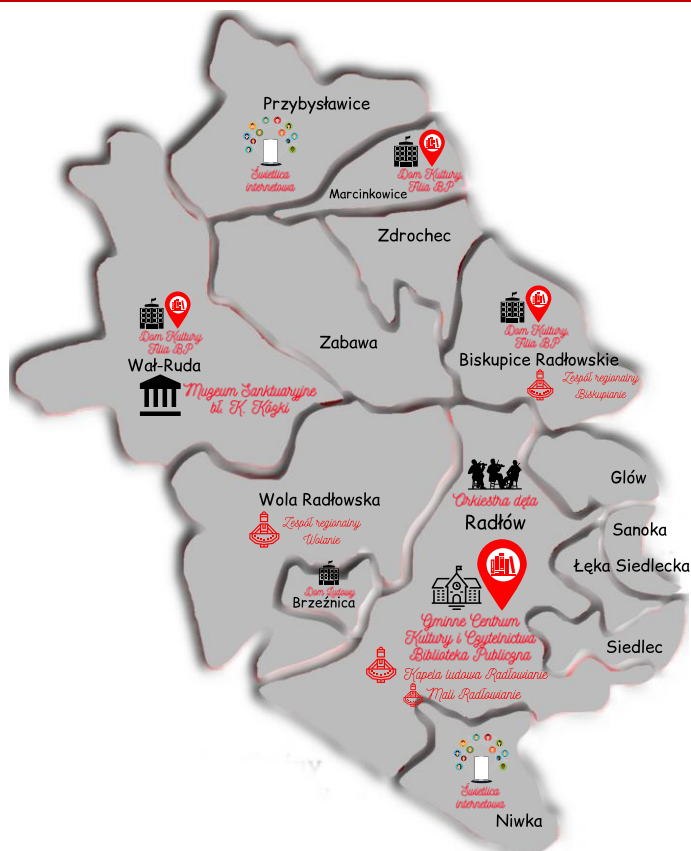 Przybysławice
Świetlica
internetowa
Dom Kultury,
Filia BP
Marcinkowice
Zdrochec
Dom Kultury,
Filia BP
Wał-Ruda
Muzeum Sanktuaryjne
bł. K. Kózki
Zabawa
Dom Kultury,
Filia BP
Biskupice Radłowskie
Zespół regionalny
Biskupianie
Orkiestra dęta
Radłów
Glów
Sanoka
Łęka Siedlecka
Wola Radłowska
Zespół regionalny
Wolanie
Dom Ludowy
Brzeźnica
Gminne Centrum
Kultury i Czytelnictwa
Biblioteka Publiczna
Kapela ludowa Radłowianie
Mali Radłowianie
Siedlec
Świetlica
internetowa
Niwka